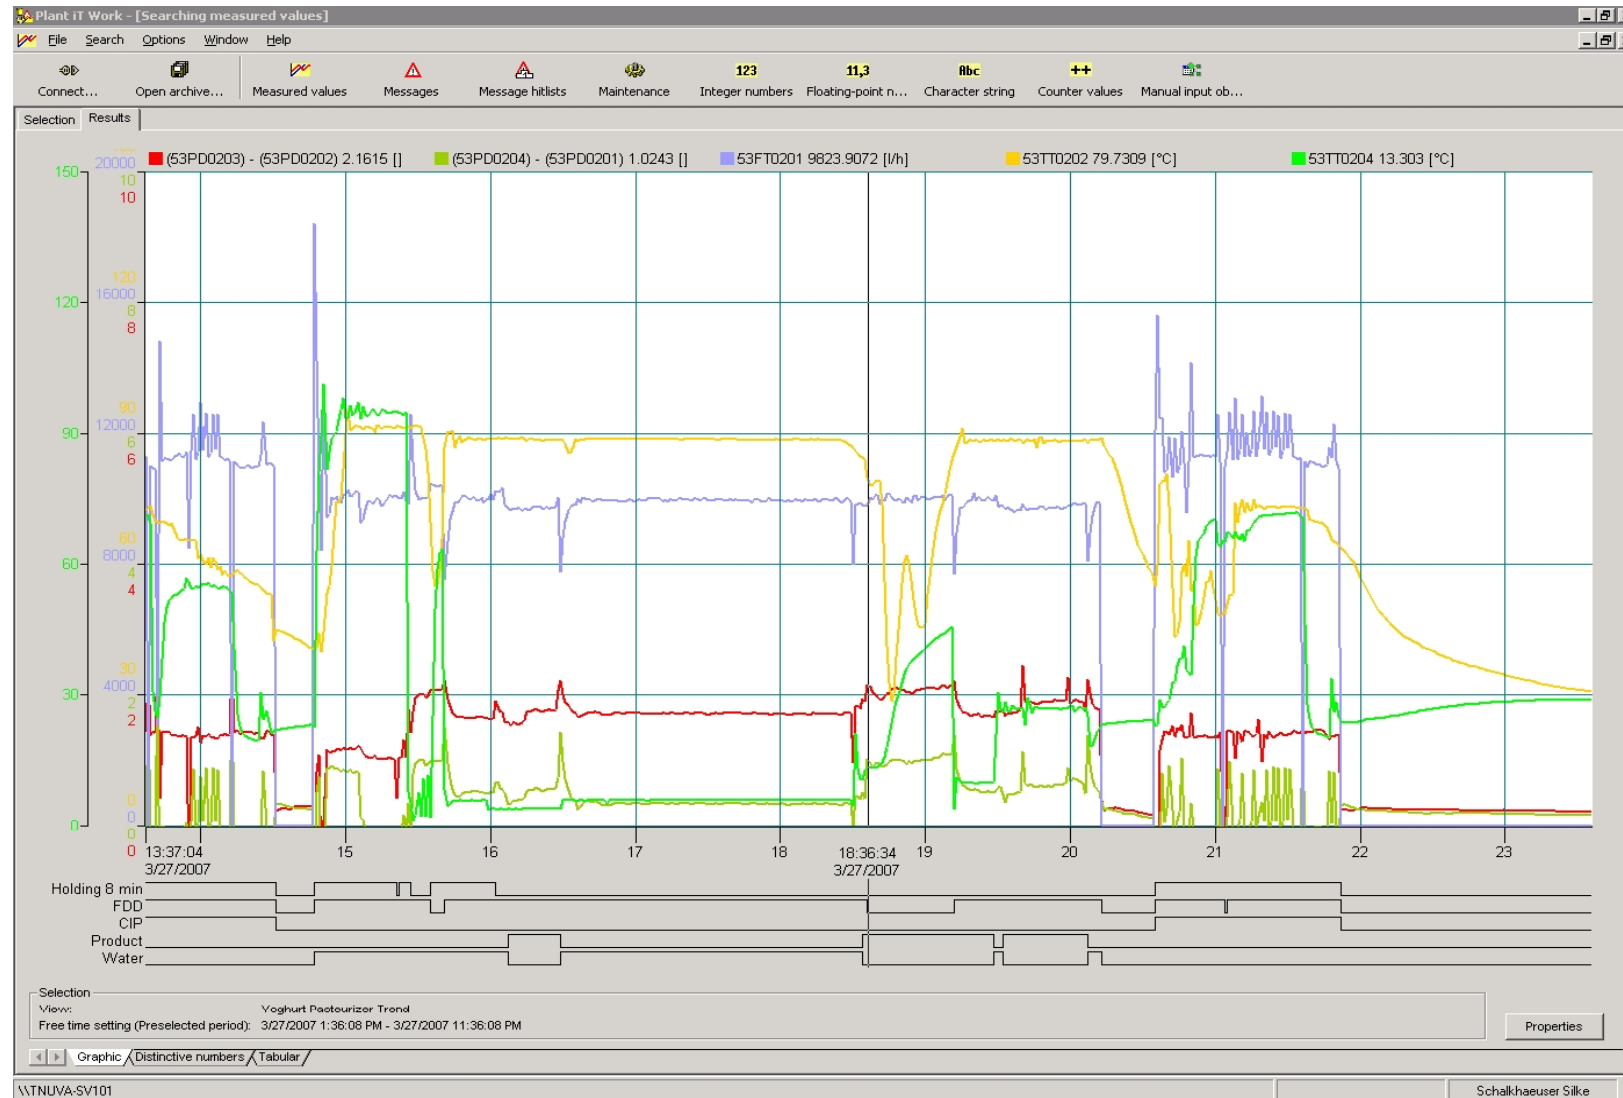 Plant iT Work - [Searching measured values]
File Search Options Window Help
Connect... Open archive... Measured values Messages Message hitlists Maintenance Integer numbers Floating-point n... Character string Counter values Manual input ob...
123 11,3 Abc ++
Selection Results
(53PD0203) - (53PD0202) 2.1615 [] (53PD0204) - (53PD0201) 1.0243 [] 53FT0201 9823.9072 [l/h] 53TT0202 79.7309 [°C] 53TT0204 13.303 [°C]
150 20000 10
10
120
120 16000 8
8
90
90 12000 6
6
60
60 8000 4
4
30
30 4000 2
2
0
0 0
0
0
13:37:04 15 16 17 18 18:36:34 19 20 21 22 23
3/27/2007 3/27/2007
Holding 8 min
FDD
CIP
Product
Water
Selection
View: Yoghurt Pasteurizer Trend
Free time setting (Preselected period): 3/27/2007 1:36:08 PM - 3/27/2007 11:36:08 PM
Properties
Graphic Distinctive numbers Tabular
\\TNUVA-SV101 Schalkhaeuser Silke